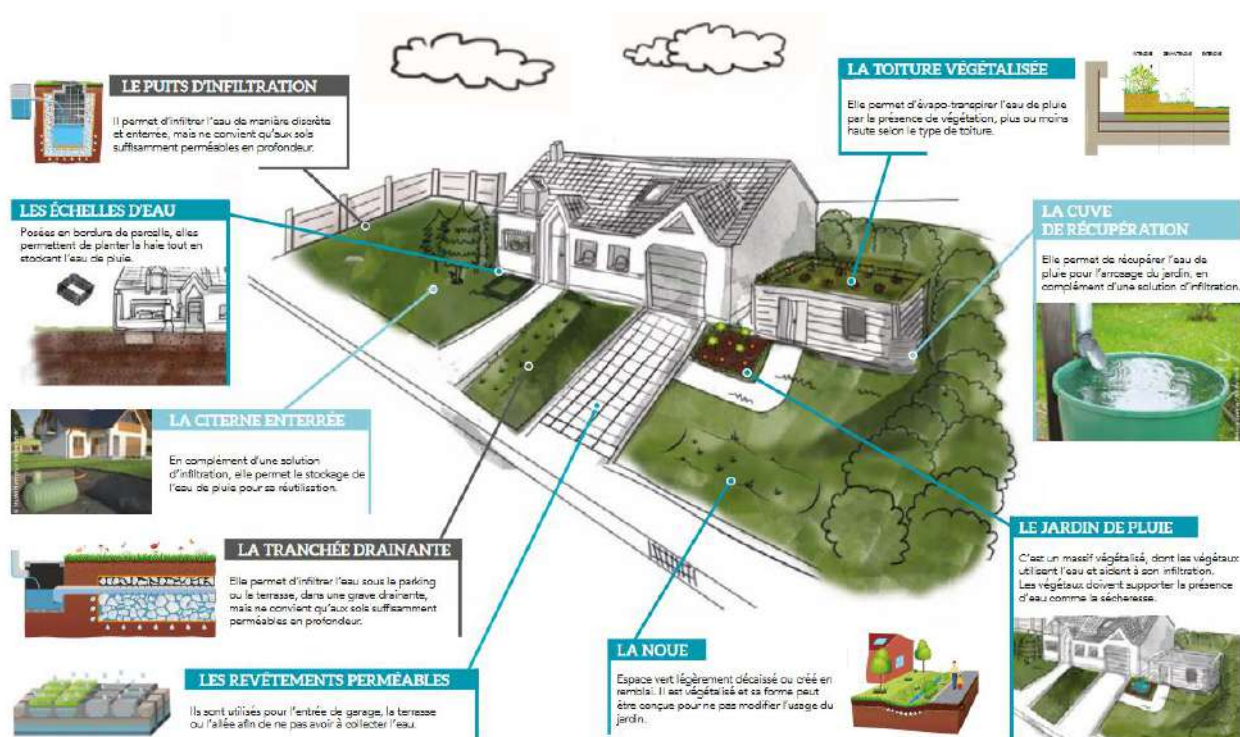 LE PUITS D'INFILTRATION
Il permet d'infiltrer l'eau de manière discrète
et enterrée, mais ne convient qu'aux sols
suffisamment perméables en profondeur.
LES ÉCHELLES D'EAU
Posées en bordure de parcelle, elles
permettent de planter la haie tout en
stockant l'eau de pluie.
LA CITERNE ENTERRÉE
En complément d'une solution
d'infiltration, elle permet le stockage de
l'eau de pluie pour sa réutilisation.
LA TRANCHÉE DRAINANTE
Elle permet d'infiltrer l'eau sous le parking
ou la terrasse, dans une grave drainante,
mais ne convient qu'aux sols suffisamment
perméables en profondeur.
LES REVÊTEMENTS PERMÉABLES
Ils sont utilisés pour l'entrée de garage, la terrasse
ou l'allée afin de ne pas avoir à collecter l'eau.
LA TOITURE VÉGÉTALISÉE
Elle permet d'évapo-transpirer l'eau de pluie
par la présence de végétation, plus ou moins
haute selon le type de toiture.
LA CUVE
DE RÉCUPÉRATION
Elle permet de récupérer l'eau de
pluie pour l'arrosage du jardin, en
complément d'une solution d'infiltration.
LE JARDIN DE PLUIE
C'est un massif végétalisé, dont les végétaux
utilisent l'eau et aident à son infiltration.
Les végétaux doivent supporter la présence
d'eau comme la sécheresse.
LA NOUE
Espace vert légèrement décaissé ou créé en
remblai. Il est végétalisé et sa forme peut
être conçue pour ne pas modifier l'usage du
jardin.